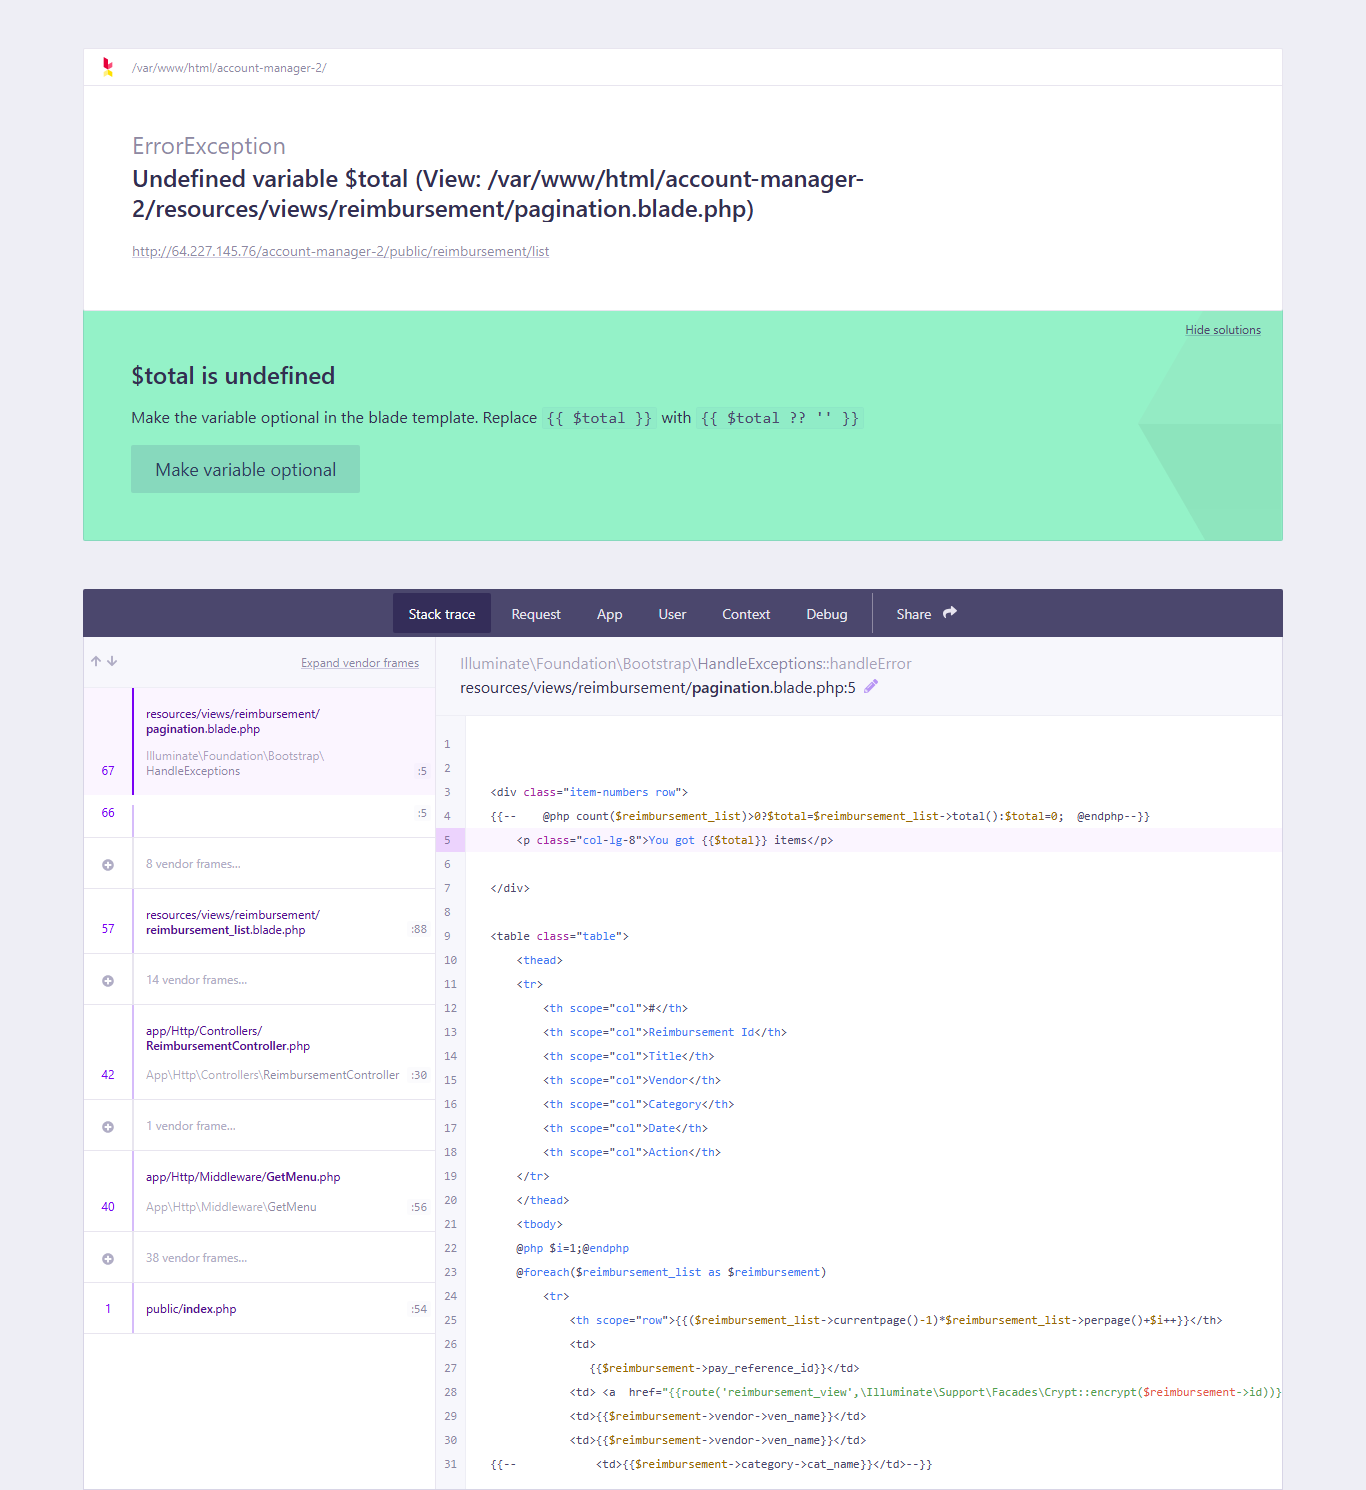 /var/www/html/account-manager-2/
ErrorException
Undefined variable $total (View: /var/www/html/account-manager-
2/resources/views/reimbursement/pagination.blade.php)
http://64.227.145.76/account-manager-2/public/reimbursement/list
Hide solutions
$total is undefined
Make the variable optional in the blade template. Replace {{ $total }} with {{ $total ?? '' }}
Make variable optional
Stack trace Request App User Context Debug Share
Expand vendor frames
resources/views/reimbursement/
pagination.blade.php
Illuminate\Foundation\Bootstrap\
67 HandleExceptions :5
66 :5
8 vendor frames...
resources/views/reimbursement/
57 reimbursement_list.blade.php :88
14 vendor frames...
app/Http/Controllers/
ReimbursementController.php
42 App\Http\Controllers\ReimbursementController :30
1 vendor frame...
app/Http/Middleware/GetMenu.php
40 App\Http\Middleware\GetMenu :56
38 vendor frames...
1 public/index.php :54
Illuminate\Foundation\Bootstrap\HandleExceptions::handleError
resources/views/reimbursement/pagination.blade.php:5
1
2
3 <div class="item-numbers row">
4 {{-- @php count($reimbursement_list)>0?$total=$reimbursement_list->total():$total=0; @endphp--}}
5 <p class="col-lg-8">You got {{$total}} items</p>
6
7 </div>
8
9 <table class="table">
10 <thead>
11 <tr>
12 <th scope="col">#</th>
13 <th scope="col">Reimbursement Id</th>
14 <th scope="col">Title</th>
15 <th scope="col">Vendor</th>
16 <th scope="col">Category</th>
17 <th scope="col">Date</th>
18 <th scope="col">Action</th>
19 </tr>
20 </thead>
21 <tbody>
22 @php $i=1;@endphp
23 @foreach($reimbursement_list as $reimbursement)
24 <tr>
25 <th scope="row">{{($reimbursement_list->currentpage()-1)*$reimbursement_list->perpage()+$i++}}</th>
26 <td>
27 {{$reimbursement->pay_reference_id}}</td>
28 <td> <a href="{{route('reimbursement_view',\Illuminate\Support\Facades\Crypt::encrypt($reimbursement->id))}
29 <td>{{$reimbursement->vendor->ven_name}}</td>
30 <td>{{$reimbursement->vendor->ven_name}}</td>
31 {{-- <td>{{$reimbursement->category->cat_name}}</td>--}}